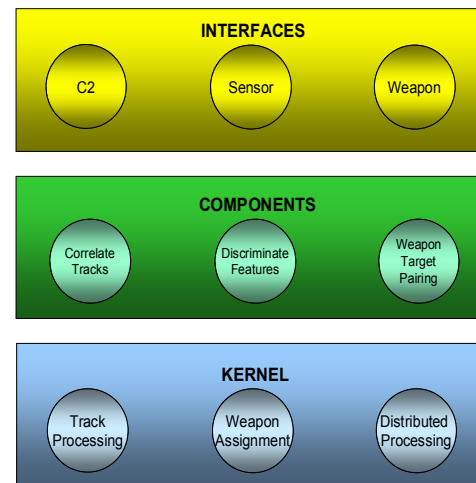 INTERFACES
C2
Sensor
Weapon
COMPONENTS
Correlate
Tracks
Discriminate
Features
Weapon
Target
Pairing
KERNEL
Track
Processing
Weapon
Assignment
Distributed
Processing